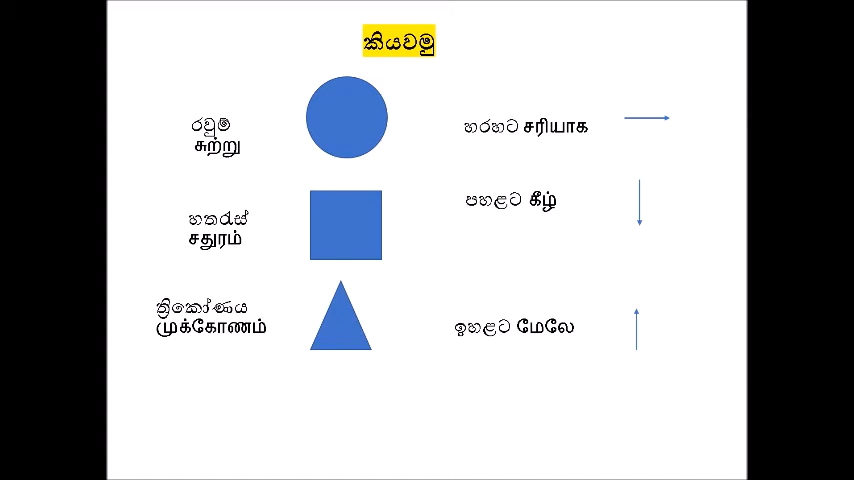 කියවමු
රවුම්
சுற்று
හතරැස්
சதுரம்
ත්‍රිකෝණය
முக்கோணம்
හරහට சரியாக
පහළට கீழ்
ඉහළට மேலே